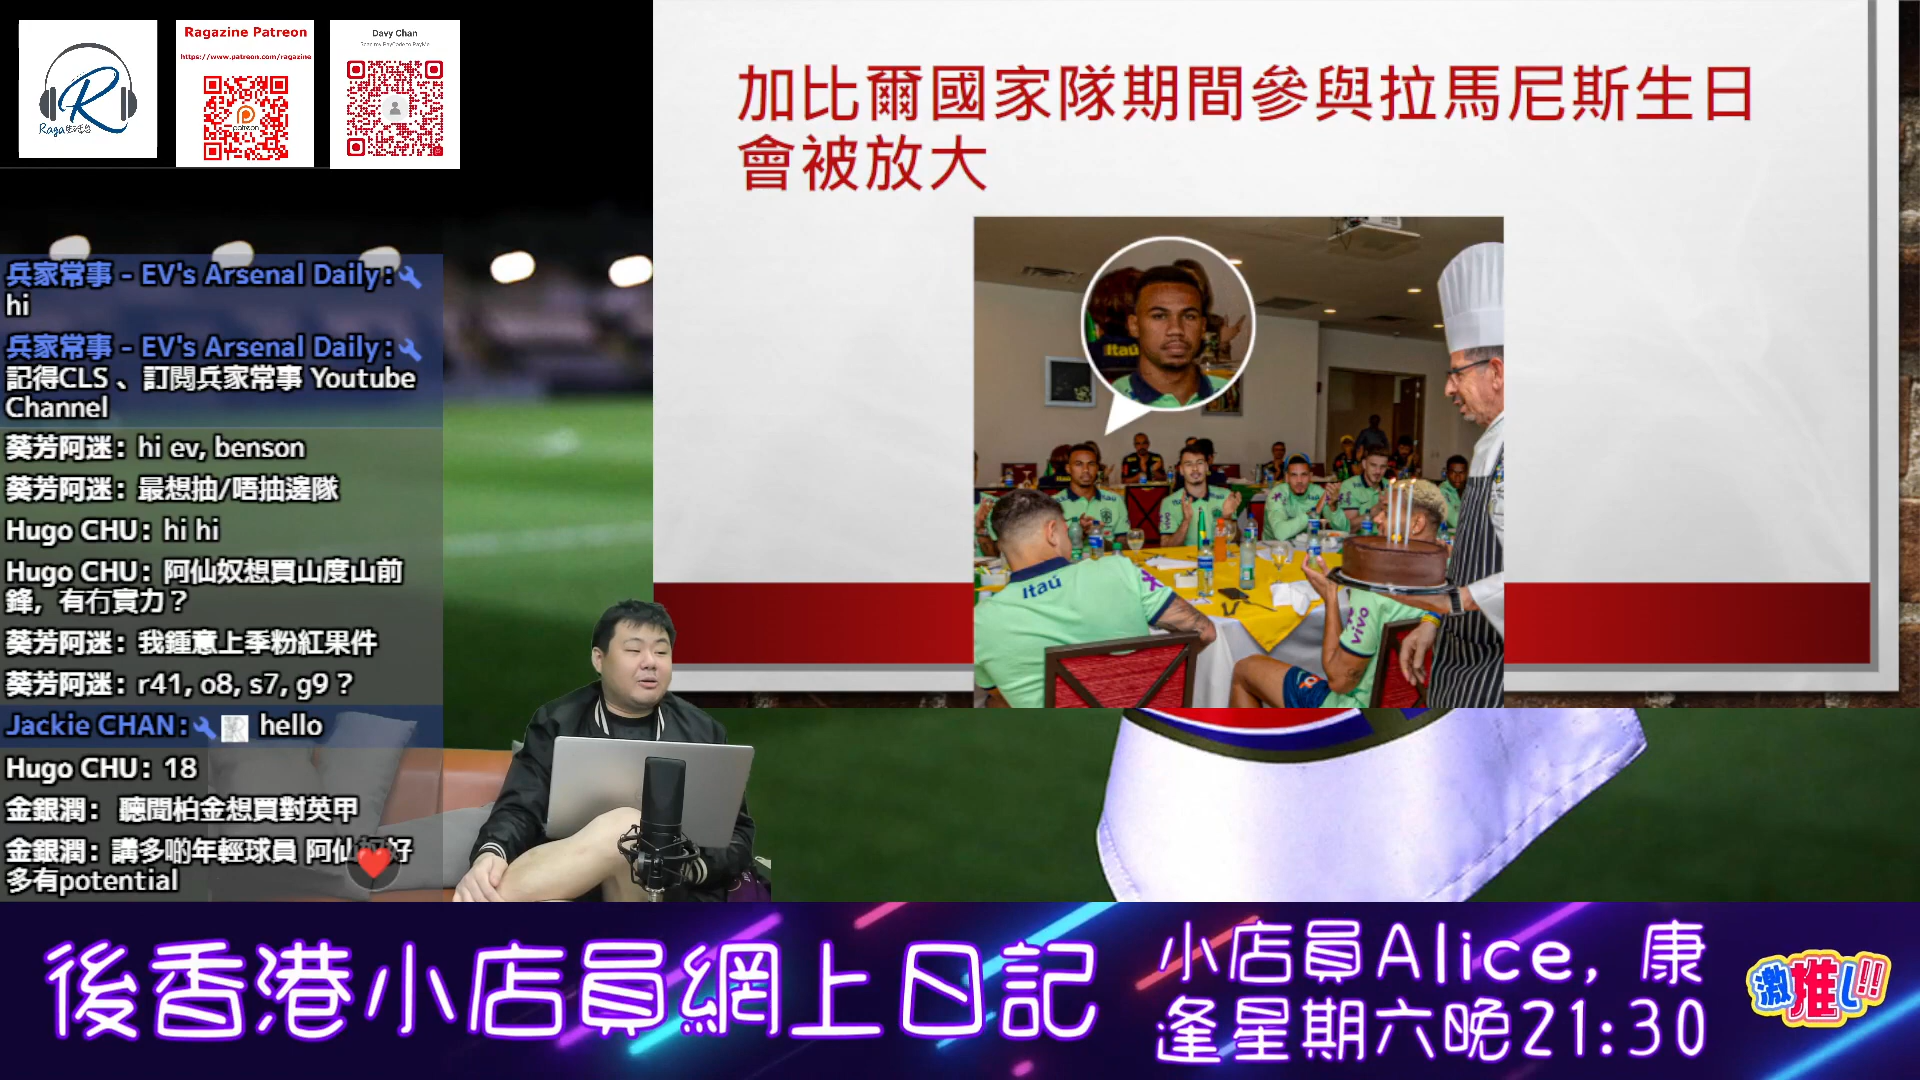 Raga
Ragazine Patreon
https://www.patreon.com/ragazine
patreon
Davy Chan
加比爾國家隊期間參與拉馬尼斯生日
會被放大
兵家常事 - EV's Arsenal Daily:
hi
兵家常事 - EV's Arsenal Daily:
記得CLS 、訂閱兵家常事 Youtube
Channel
葵芳阿迷： hi ev, benson
葵芳阿迷： 最想抽/唔抽邊隊
Hugo CHU： hi hi
Hugo CHU： 阿仙奴想買山度山前
鋒，有冇實力？
葵芳阿迷： 我鍾意上季粉紅果件
葵芳阿迷： r41, o8, s7, g9？
Jackie CHAN: hello
Hugo CHU： 18
金銀潤： 聽聞柏金想買對英甲
金銀潤： 講多啲年輕球員 阿仙奴好
多有potential
Itaú
Itaú
vivo
vivo
後香港小店員網上日記
小店員Alice, 康
逢星期六晚21:30
激推し!!